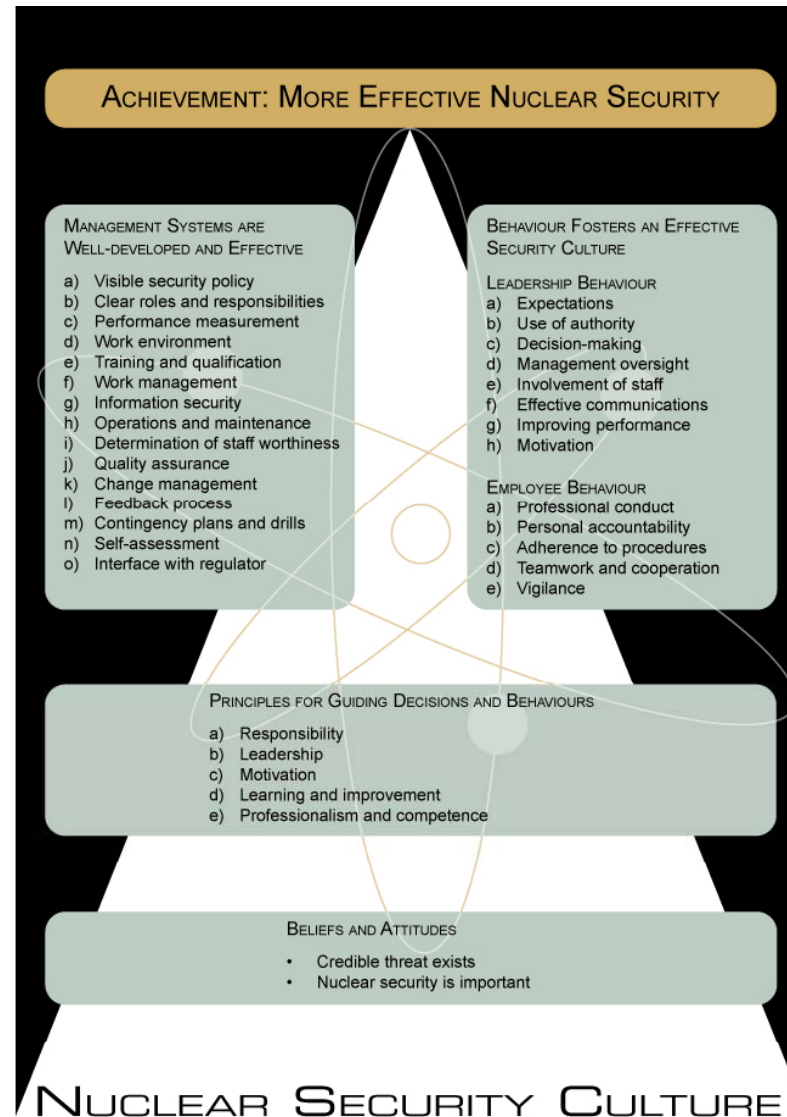 ACHIEVEMENT: MORE EFFECTIVE NUCLEAR SECURITY
MANAGEMENT SYSTEMS ARE
WELL-DEVELOPED AND EFFECTIVE
a) Visible security policy
b) Clear roles and responsibilities
c) Performance measurement
d) Work environment
e) Training and qualification
f) Work management
g) Information security
h) Operations and maintenance
i) Determination of staff worthiness
j) Quality assurance
k) Change management
l) Feedback process
m) Contingency plans and drills
n) Self-assessment
o) Interface with regulator
BEHAVIOUR FOSTERS AN EFFECTIVE
SECURITY CULTURE
LEADERSHIP BEHAVIOUR
a) Expectations
b) Use of authority
c) Decision-making
d) Management oversight
e) Involvement of staff
f) Effective communications
g) Improving performance
h) Motivation
EMPLOYEE BEHAVIOUR
a) Professional conduct
b) Personal accountability
c) Adherence to procedures
d) Teamwork and cooperation
e) Vigilance
PRINCIPLES FOR GUIDING DECISIONS AND BEHAVIOURS
a) Responsibility
b) Leadership
c) Motivation
d) Learning and improvement
e) Professionalism and competence
BELIEFS AND ATTITUDES
• Credible threat exists
• Nuclear security is important
NUCLEAR SECURITY CULTURE